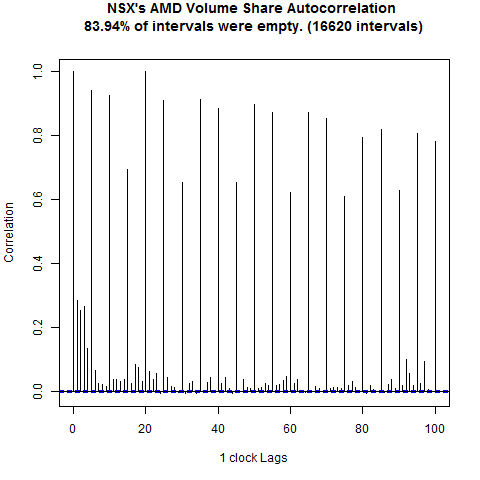 NSX's AMD Volume Share Autocorrelation
83.94% of intervals were empty. (16620 intervals)
1.0
0.8
0.6
0.4
0.2
0.0
Correlation
0 20 40 60 80 100
1 clock Lags